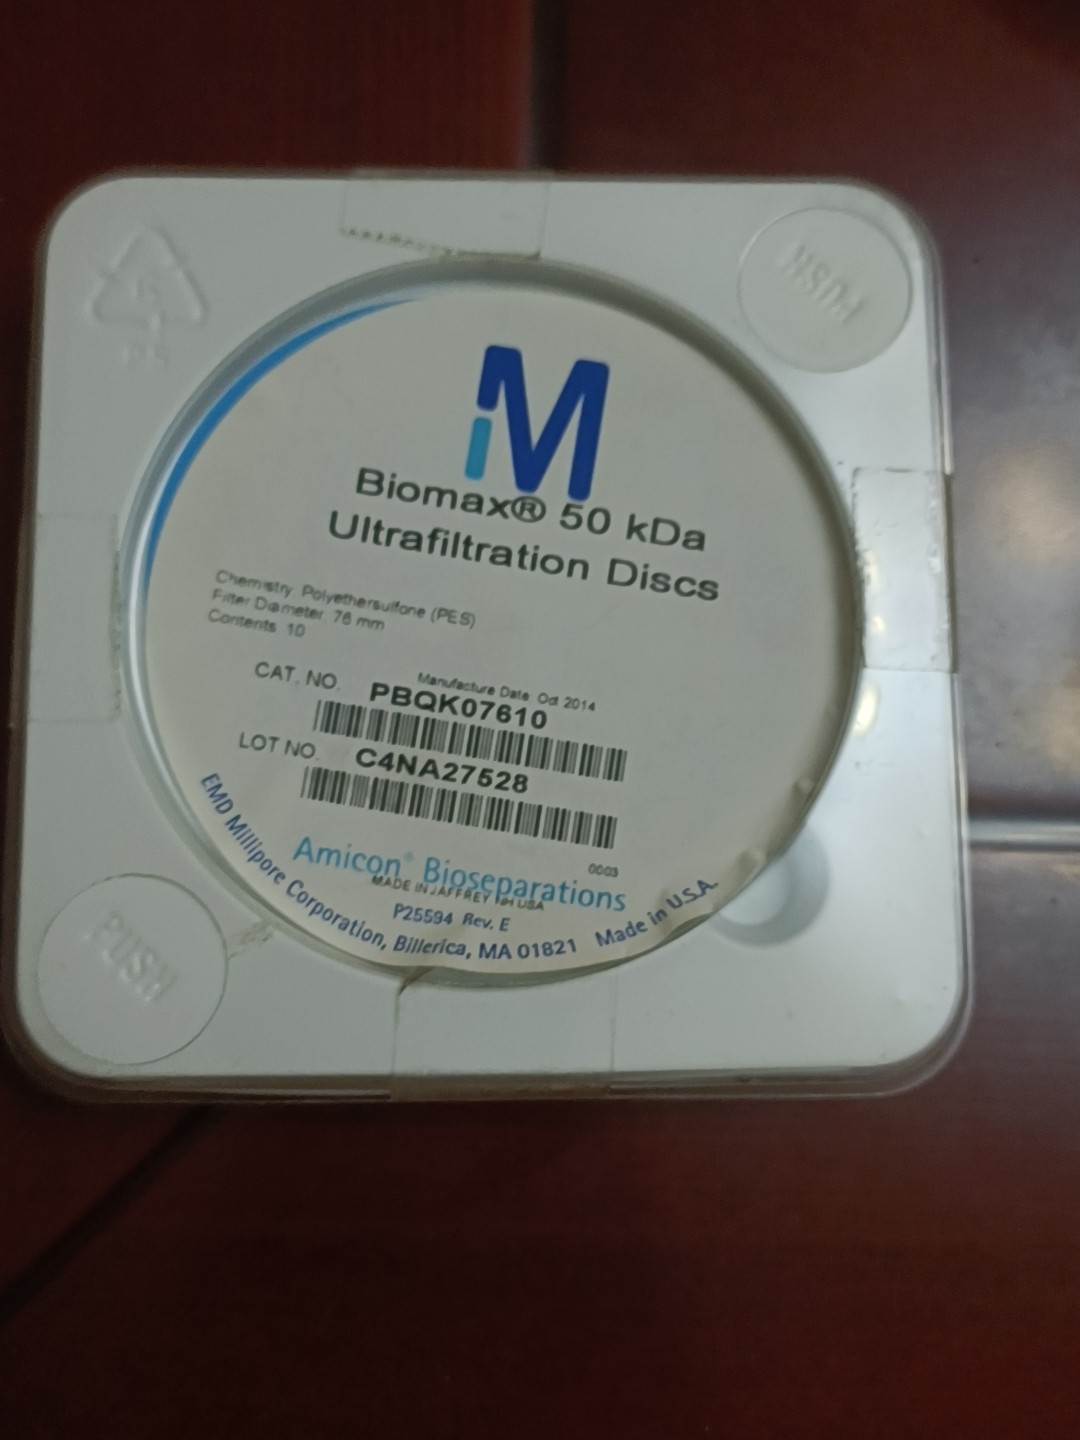 PUSH
M
Biomax® 50 kDa
Ultrafiltration Discs
Chemistry: Polyethersulfone (PES)
Filter Diameter: 76 mm
Contents: 10
Manufacture Date: Oct 2014
CAT. NO. PBQK07610
LOT NO. C4NA27528
0003
Amicon® Bioseparations
MADE IN JAFFREY NH USA
P25594 Rev. E
EMD Millipore Corporation, Billerica, MA 01821 Made in U.S.A.
PUSH